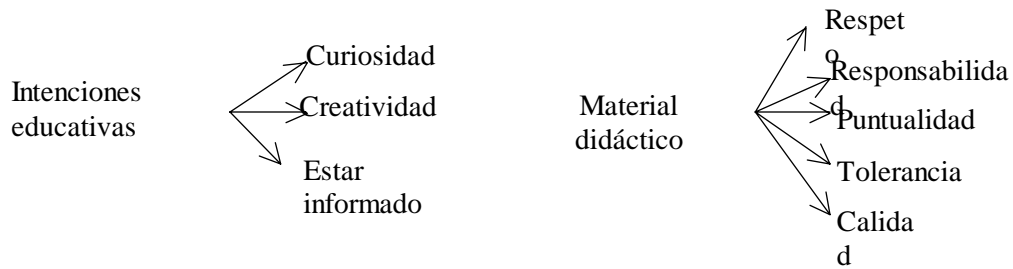 Intenciones
educativas
Curiosidad
Creatividad
Estar
informado
Material
didáctico
Respet
o
Responsabilida
d
Puntualidad
Tolerancia
Calida
d